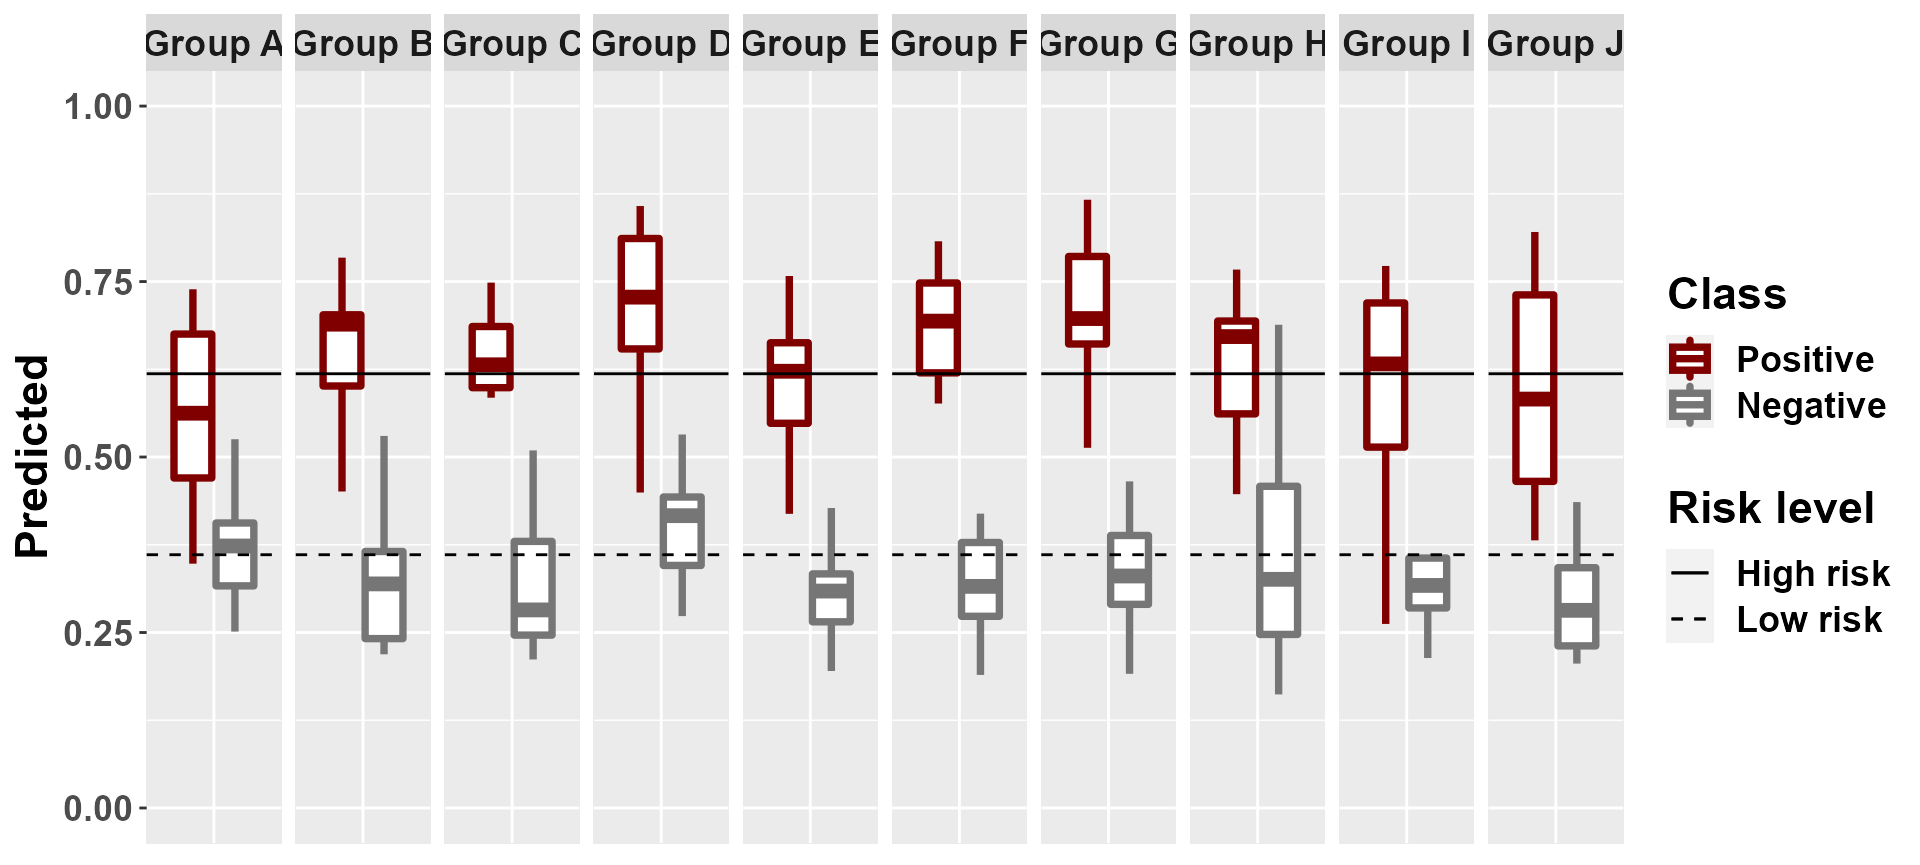 Group A Group B Group C Group D Group E Group F Group G Group H Group I Group J
1.00
0.75
0.50
0.25
0.00
Predicted
Class
Positive
Negative
Risk level
High risk
Low risk